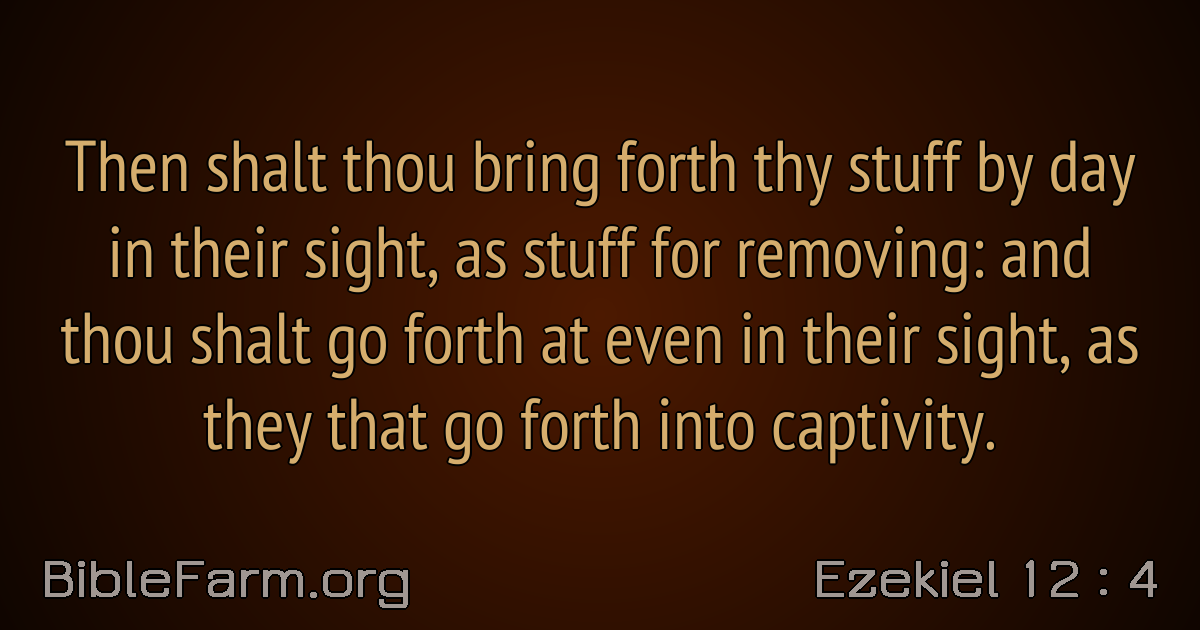 Then shalt thou bring forth thy stuff by day
in their sight, as stuff for removing: and
thou shalt go forth at even in their sight, as
they that go forth into captivity.
BibleFarm.org
Ezekiel 12 : 4